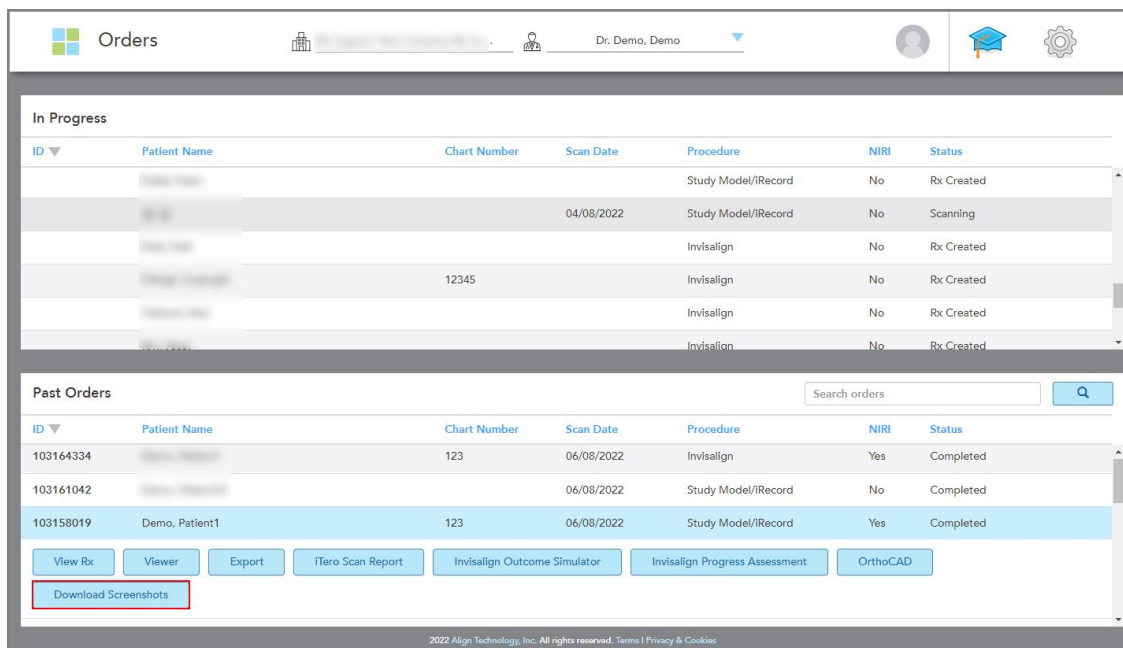 Orders Dr. Demo, Demo
In Progress
ID Patient Name Chart Number Scan Date Procedure NIRI Status
Study Model/iRecord No Rx Created
04/08/2022 Study Model/iRecord No Scanning
Invisalign No Rx Created
12345 Invisalign No Rx Created
Invisalign No Rx Created
Invisalign No Rx Created
Past Orders Search orders
ID Patient Name Chart Number Scan Date Procedure NIRI Status
103164334 123 06/08/2022 Invisalign Yes Completed
103161042 06/08/2022 Study Model/iRecord No Completed
103158019 Demo, Patient1 123 06/08/2022 Study Model/iRecord Yes Completed
View Rx Viewer Export iTero Scan Report Invisalign Outcome Simulator Invisalign Progress Assessment OrthoCAD
Download Screenshots
2022 Align Technology, Inc. All rights reserved. Terms | Privacy & Cookies